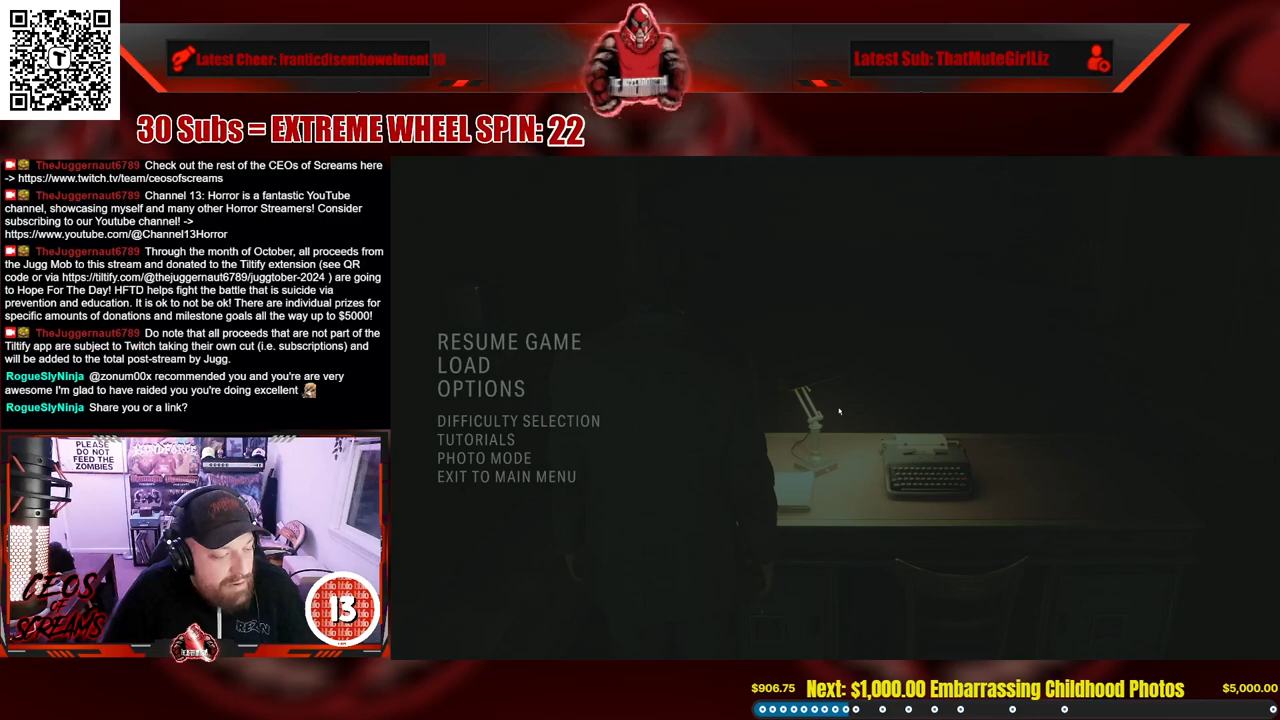 Latest Cheer: franticdisembowelment 10
Latest Sub: ThatMuteGirlLiz
30 Subs = EXTREME WHEEL SPIN: 22
TheJuggernaut6789 Check out the rest of the CEOs of Screams here
-> https://www.twitch.tv/team/ceosofscreams
TheJuggernaut6789 Channel 13: Horror is a fantastic YouTube
channel, showcasing myself and many other Horror Streamers! Consider
subscribing to our Youtube channel! ->
https://www.youtube.com/@Channel13Horror
TheJuggernaut6789 Through the month of October, all proceeds from
the Jugg Mob to this stream and donated to the Tiltify extension (see QR
code or via https://tiltify.com/@thejuggernaut6789/juggtober-2024 ) are going
to Hope For The Day! HFTD helps fight the battle that is suicide via
prevention and education. It is ok to not be ok! There are individual prizes for
specific amounts of donations and milestone goals all the way up to $5000!
TheJuggernaut6789 Do note that all proceeds that are not part of the
Tiltify app are subject to Twitch taking their own cut (i.e. subscriptions) and
will be added to the total post-stream by Jugg.
RogueSlyNinja @zonum00x recommended you and you're are very
awesome I'm glad to have raided you you're doing excellent
RogueSlyNinja Share you or a link?
RESUME GAME
LOAD
OPTIONS
DIFFICULTY SELECTION
TUTORIALS
PHOTO MODE
EXIT TO MAIN MENU
PLEASE
DO NOT
FEED THE
ZOMBIES
CEOS
OF
SCREAMS
13
$906.75 Next: $1,000.00 Embarrassing Childhood Photos $5,000.00